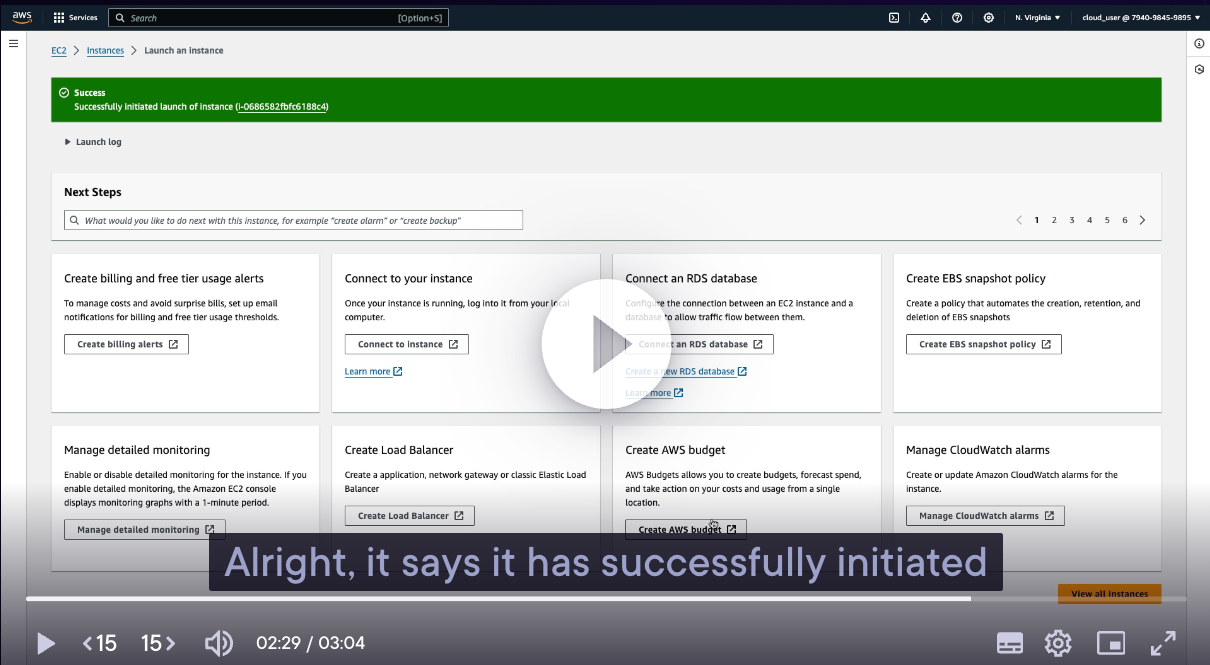 aws
Services
Search
[Option+S]
N. Virginia
cloud_user @ 7940-9845-9895
EC2
Instances
Launch an instance
Success
Successfully initiated launch of instance (i-0686582fbfc6188c4)
Launch log
Next Steps
What would you like to do next with this instance, for example "create alarm" or "create backup"
1 2 3 4 5 6
Create billing and free tier usage alerts
To manage costs and avoid surprise bills, set up email
notifications for billing and free tier usage thresholds.
Create billing alerts
Connect to your instance
Once your instance is running, log into it from your local
computer.
Connect to instance
Learn more
Connect an RDS database
Configure the connection between an EC2 instance and a
database to allow traffic flow between them.
Connect an RDS database
Create a new RDS database
Learn more
Create EBS snapshot policy
Create a policy that automates the creation, retention, and
deletion of EBS snapshots
Create EBS snapshot policy
Manage detailed monitoring
Enable or disable detailed monitoring for the instance. If you
enable detailed monitoring, the Amazon EC2 console
displays monitoring graphs with a 1-minute period.
Manage detailed monitoring
Create Load Balancer
Create a application, network gateway or classic Elastic Load
Balancer
Create Load Balancer
Create AWS budget
AWS Budgets allows you to create budgets, forecast spend,
and take action on your costs and usage from a single
location.
Create AWS budget
Manage CloudWatch alarms
Create or update Amazon CloudWatch alarms for the
instance.
Manage CloudWatch alarms
Alright, it says it has successfully initiated
View all instances
15
15
02:29 / 03:04